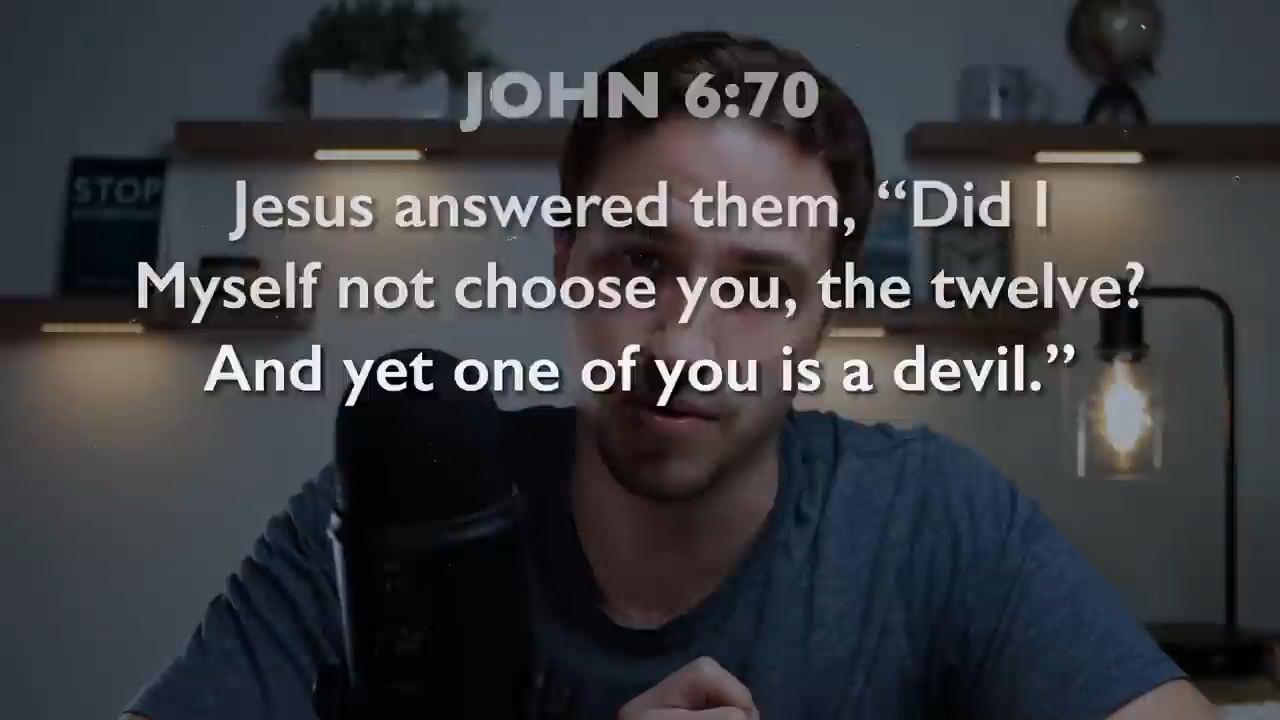 JOHN 6:70
Jesus answered them, “Did I
Myself not choose you, the twelve?
And yet one of you is a devil.”
STOP